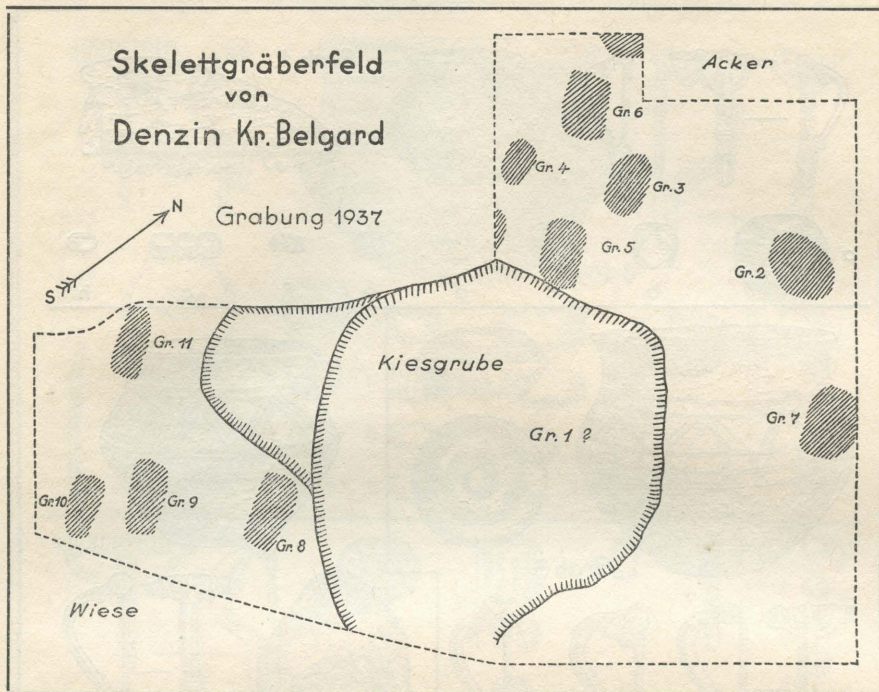 Skelettgräberfeld
von
Denzin Kr. Belgard
Grabung 1937
N
S
Acker
Gr. 6
Gr. 4
Gr. 3
Gr. 5
Gr. 2
Gr. 11
Kiesgrube
Gr. 1 ?
Gr. 7
Gr. 10
Gr. 9
Gr. 8
Wiese